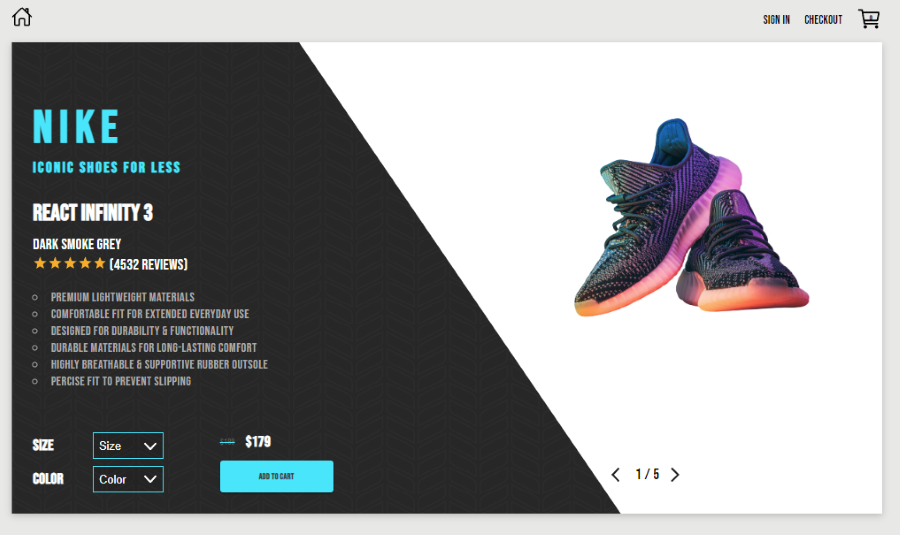 SIGN IN CHECKOUT
NIKE
ICONIC SHOES FOR LESS
REACT INFINITY 3
DARK SMOKE GREY
(4532 REVIEWS)
PREMIUM LIGHTWEIGHT MATERIALS
COMFORTABLE FIT FOR EXTENDED EVERYDAY USE
DESIGNED FOR DURABILITY & FUNCTIONALITY
DURABLE MATERIALS FOR LONG-LASTING COMFORT
HIGHLY BREATHABLE & SUPPORTIVE RUBBER OUTSOLE
PERCISE FIT TO PREVENT SLIPPING
SIZE Size $179
COLOR Color ADD TO CART
1 / 5